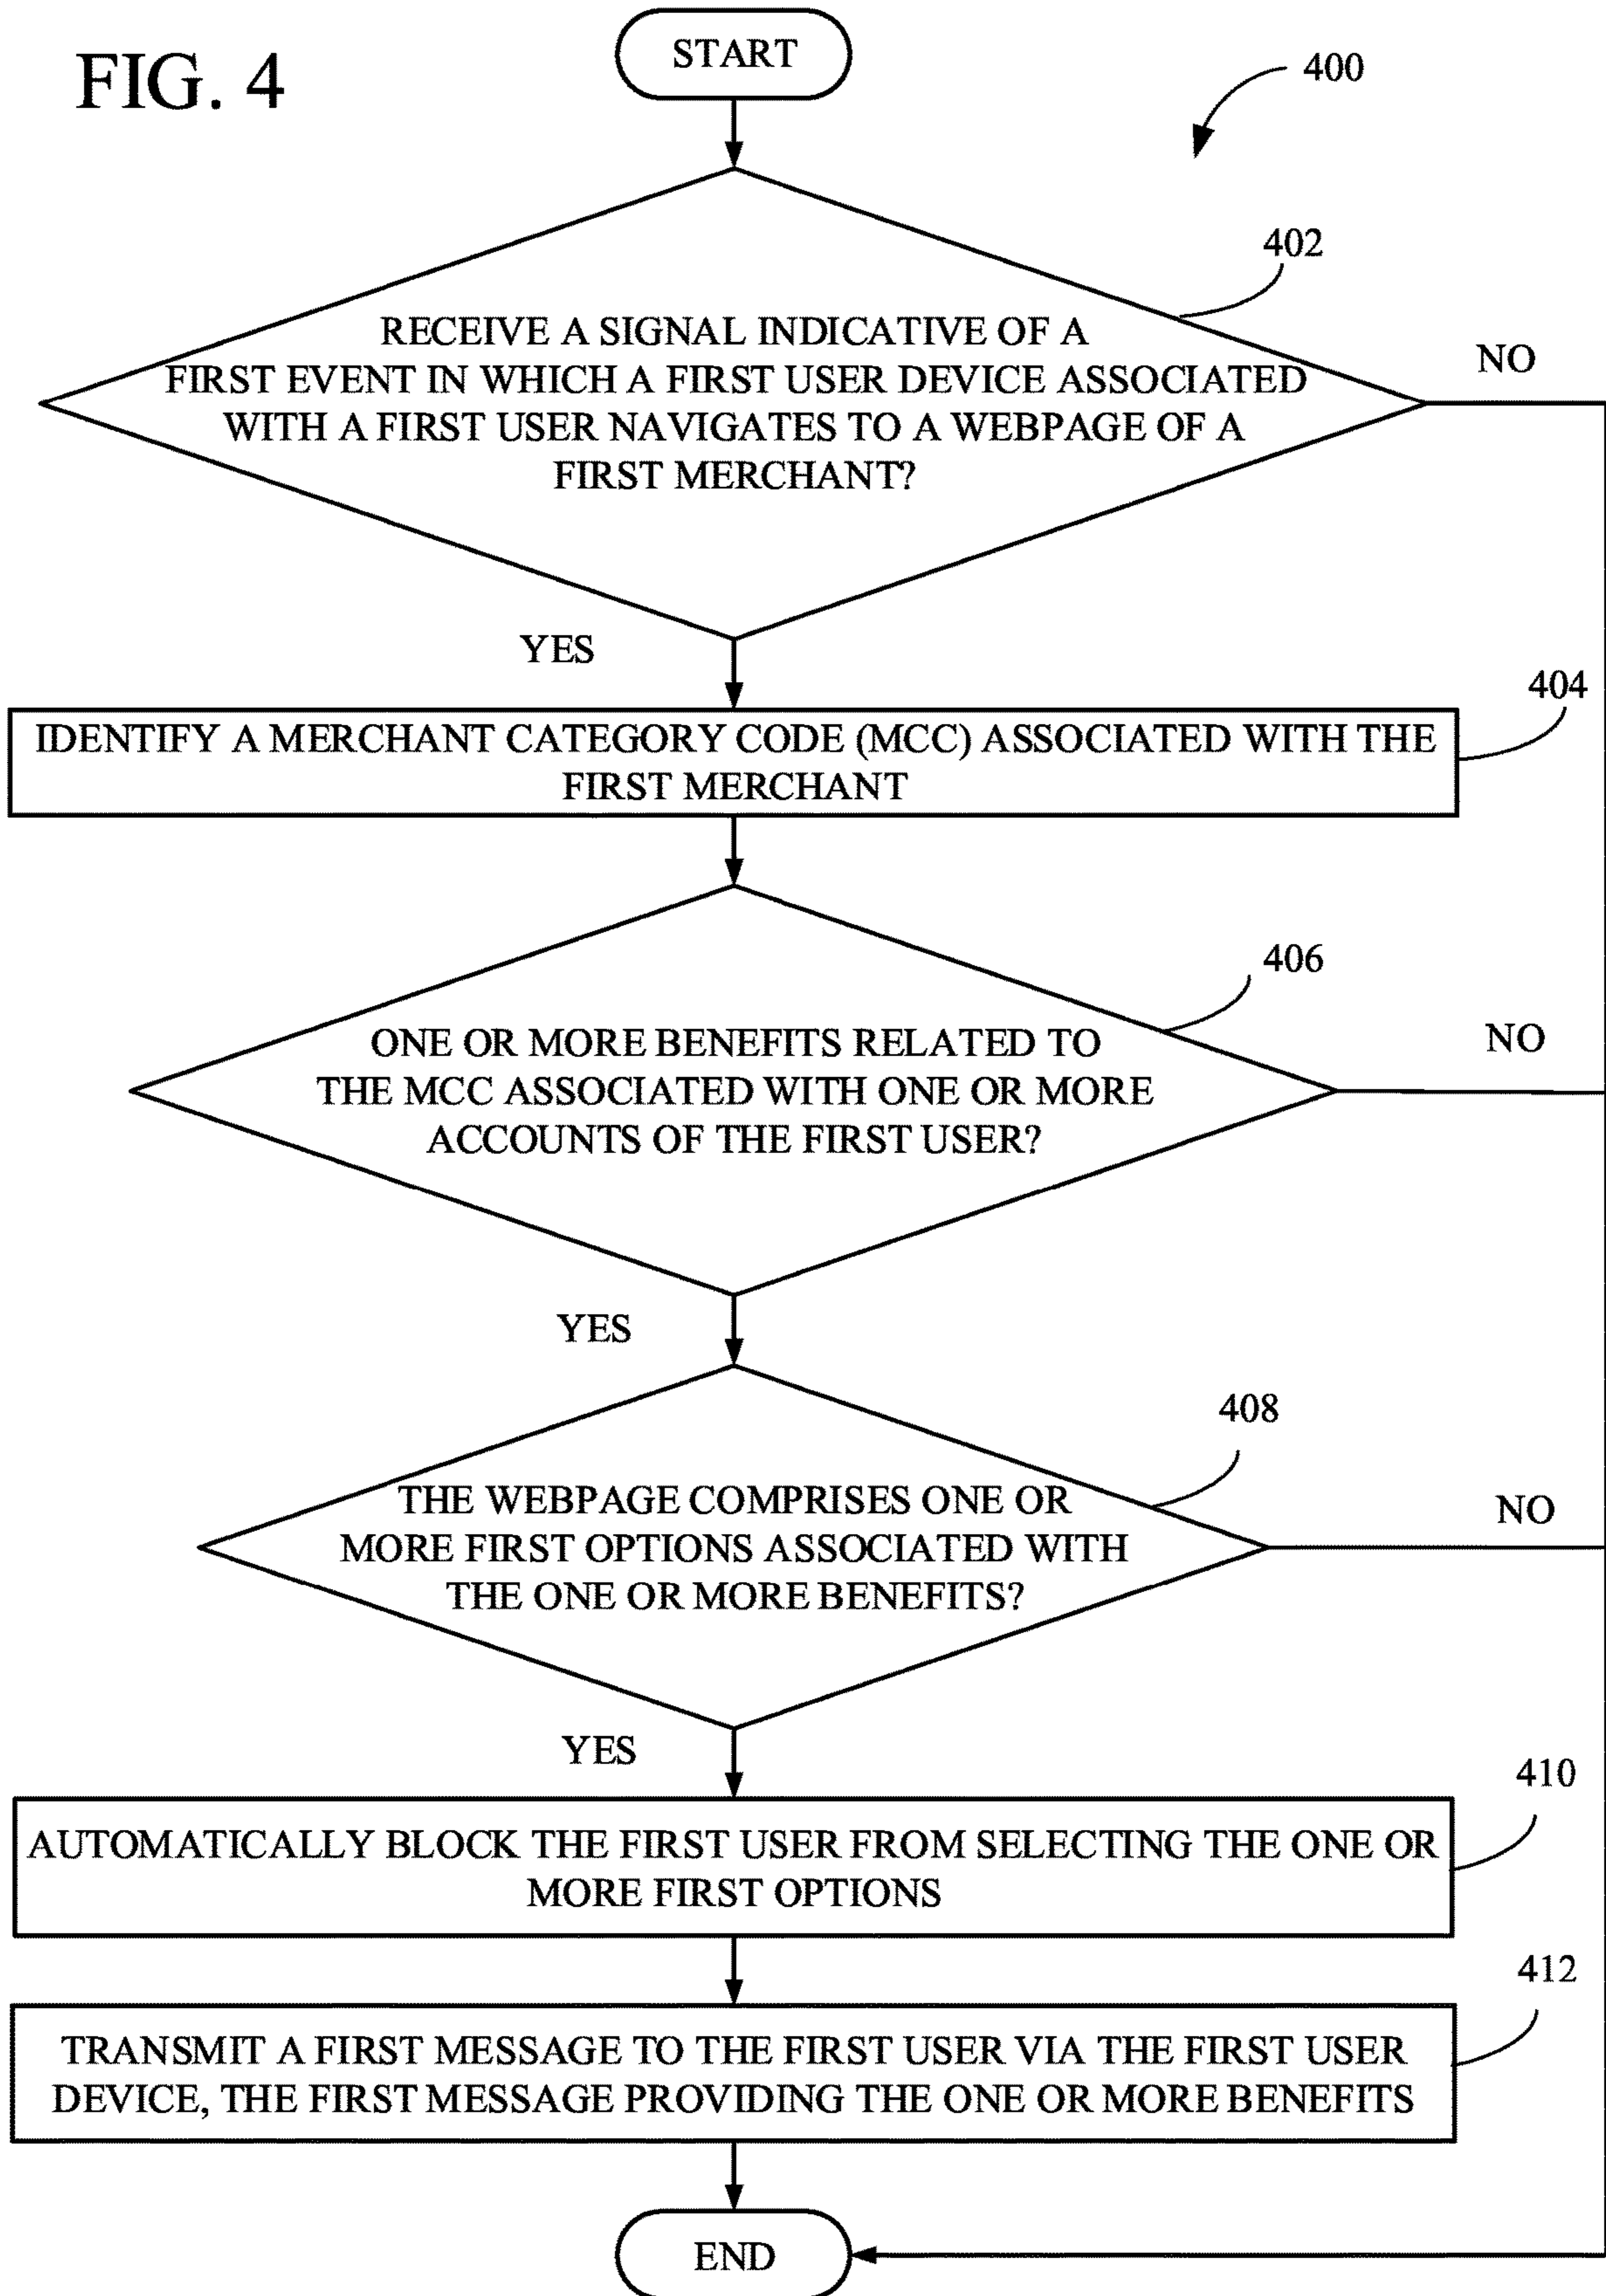 FIG. 4
START
400
402
RECEIVE A SIGNAL INDICATIVE OF A
FIRST EVENT IN WHICH A FIRST USER DEVICE ASSOCIATED
WITH A FIRST USER NAVIGATES TO A WEBPAGE OF A
FIRST MERCHANT?
NO
YES
404
IDENTIFY A MERCHANT CATEGORY CODE (MCC) ASSOCIATED WITH THE
FIRST MERCHANT
406
ONE OR MORE BENEFITS RELATED TO
THE MCC ASSOCIATED WITH ONE OR MORE
ACCOUNTS OF THE FIRST USER?
NO
YES
408
THE WEBPAGE COMPRISES ONE OR
MORE FIRST OPTIONS ASSOCIATED WITH
THE ONE OR MORE BENEFITS?
NO
YES
410
AUTOMATICALLY BLOCK THE FIRST USER FROM SELECTING THE ONE OR
MORE FIRST OPTIONS
412
TRANSMIT A FIRST MESSAGE TO THE FIRST USER VIA THE FIRST USER
DEVICE, THE FIRST MESSAGE PROVIDING THE ONE OR MORE BENEFITS
END